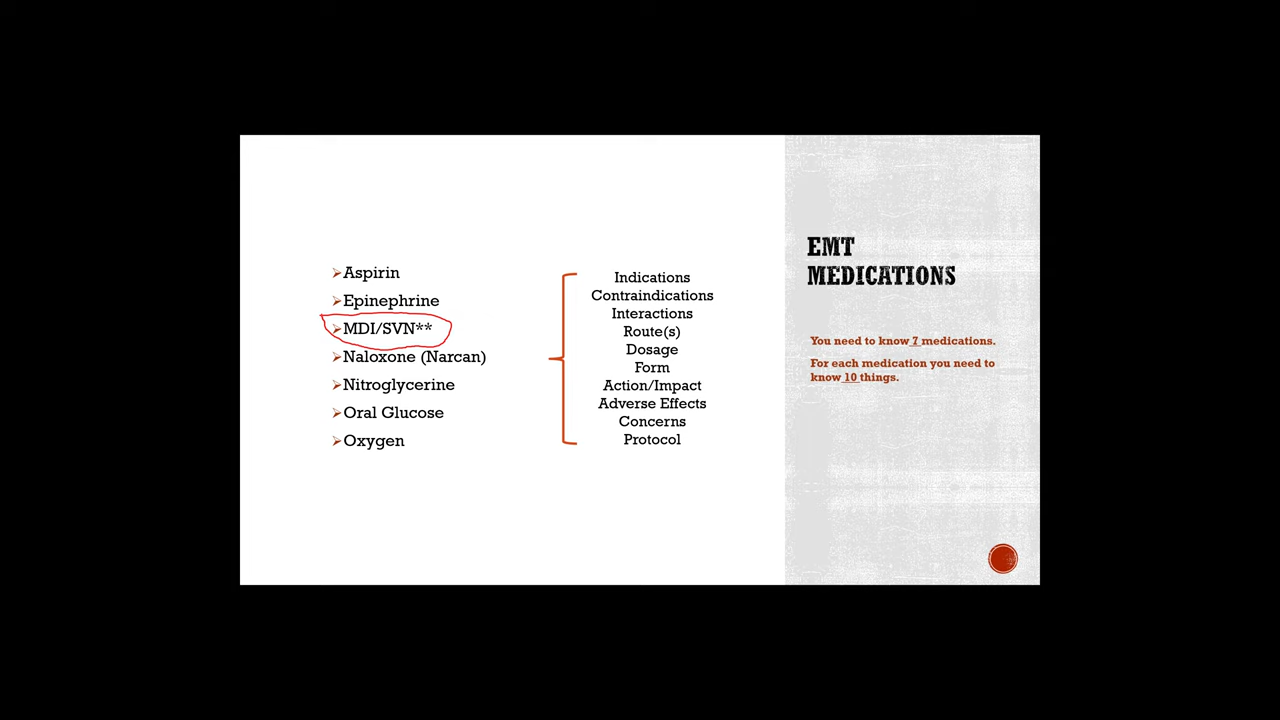 Aspirin
Epinephrine
MDI/SVN**
Naloxone (Narcan)
Nitroglycerine
Oral Glucose
Oxygen
Indications
Contraindications
Interactions
Route(s)
Dosage
Form
Action/Impact
Adverse Effects
Concerns
Protocol
EMT
MEDICATIONS
You need to know 7 medications.
For each medication you need to
know 10 things.